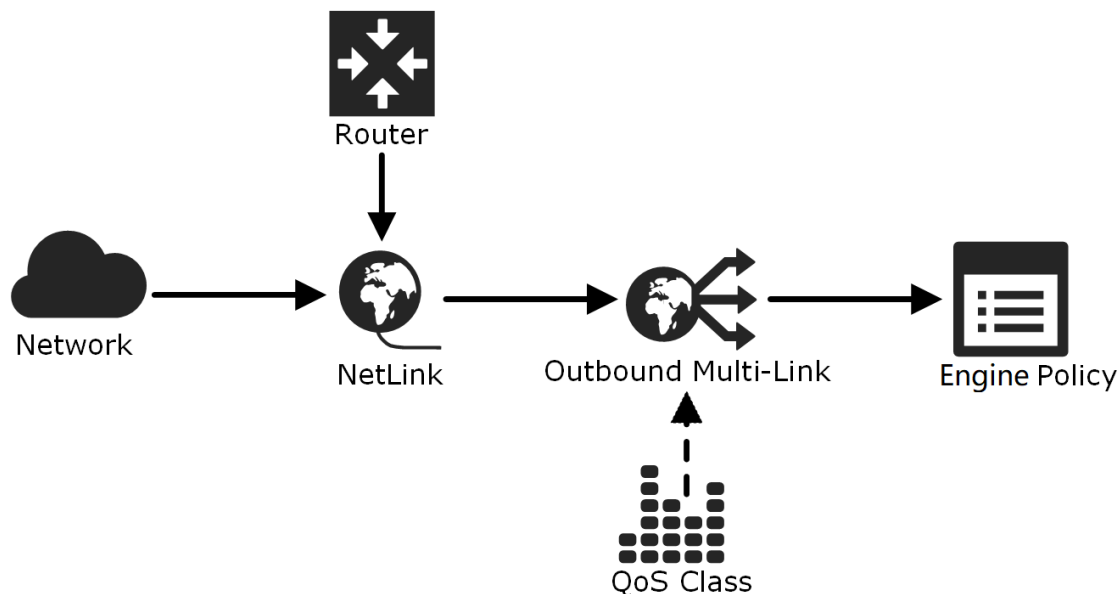 Router
Network
NetLink
Outbound Multi-Link
Engine Policy
QoS Class